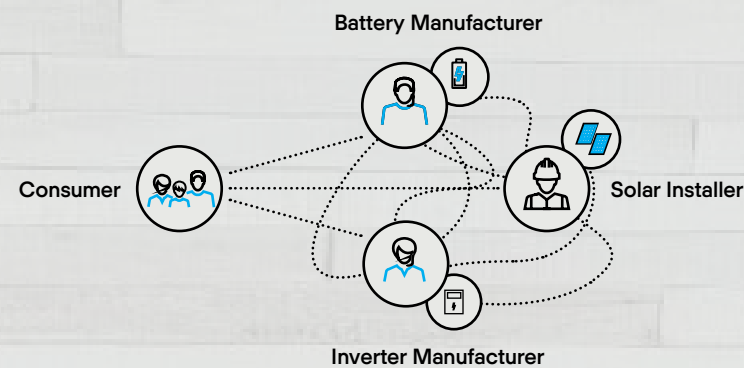 Battery Manufacturer
Consumer
Solar Installer
Inverter Manufacturer